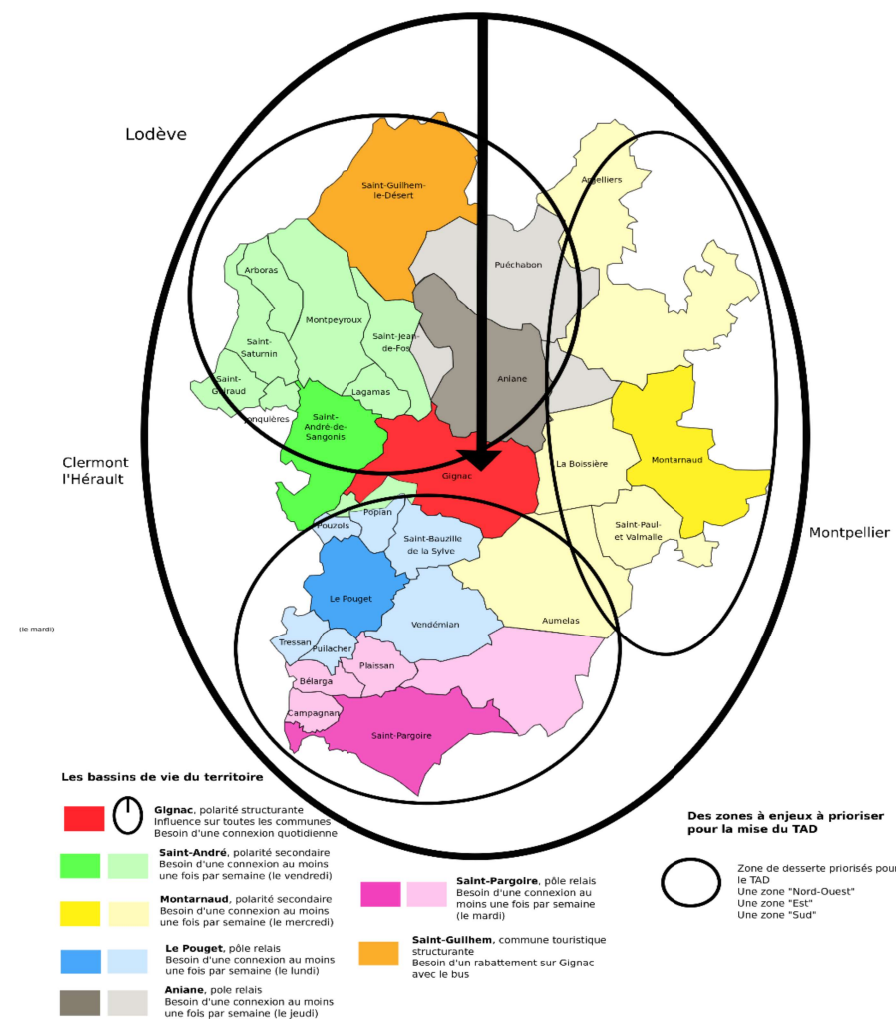 Lodève
Saint-Guilhem-
le-Désert
Argelliers
Arboras
Puéchabon
Montpeyroux
Saint-Jean-
de-Fos
Saint-
Saturnin
Aniane
Saint-
Guiraud
Lagamas
Jonquières
Saint-
André-de-
Sangonis
Clermont
l'Hérault
Gignac
La Boissière
Montarnaud
Popian
Pouzols
Saint-Bauzille
de la Sylve
Saint-Paul-
et Valmalle
Montpellier
Le Pouget
Vendémian
Aumelas
(le mardi)
Tressan
Puilacher
Plaissan
Bélarga
Campagnan
Saint-Pargoire
Les bassins de vie du territoire
Gignac, polarité structurante
Influence sur toutes les communes
Besoin d'une connexion quotidienne
Saint-André, polarité secondaire
Besoin d'une connexion au moins
une fois par semaine (le vendredi)
Montarnaud, polarité secondaire
Besoin d'une connexion au moins
une fois par semaine (le mercredi)
Le Pouget, pôle relais
Besoin d'une connexion au moins
une fois par semaine (le lundi)
Aniane, pole relais
Besoin d'une connexion au moins
une fois par semaine (le jeudi)
Saint-Pargoire, pôle relais
Besoin d'une connexion au
moins une fois par semaine
(le mardi)
Saint-Guilhem, commune touristique
structurante
Besoin d'un rabattement sur Gignac
avec le bus
Des zones à enjeux à prioriser
pour la mise du TAD
Zone de desserte priorisés pour
le TAD
Une zone "Nord-Ouest"
Une zone "Est"
Une zone "Sud"